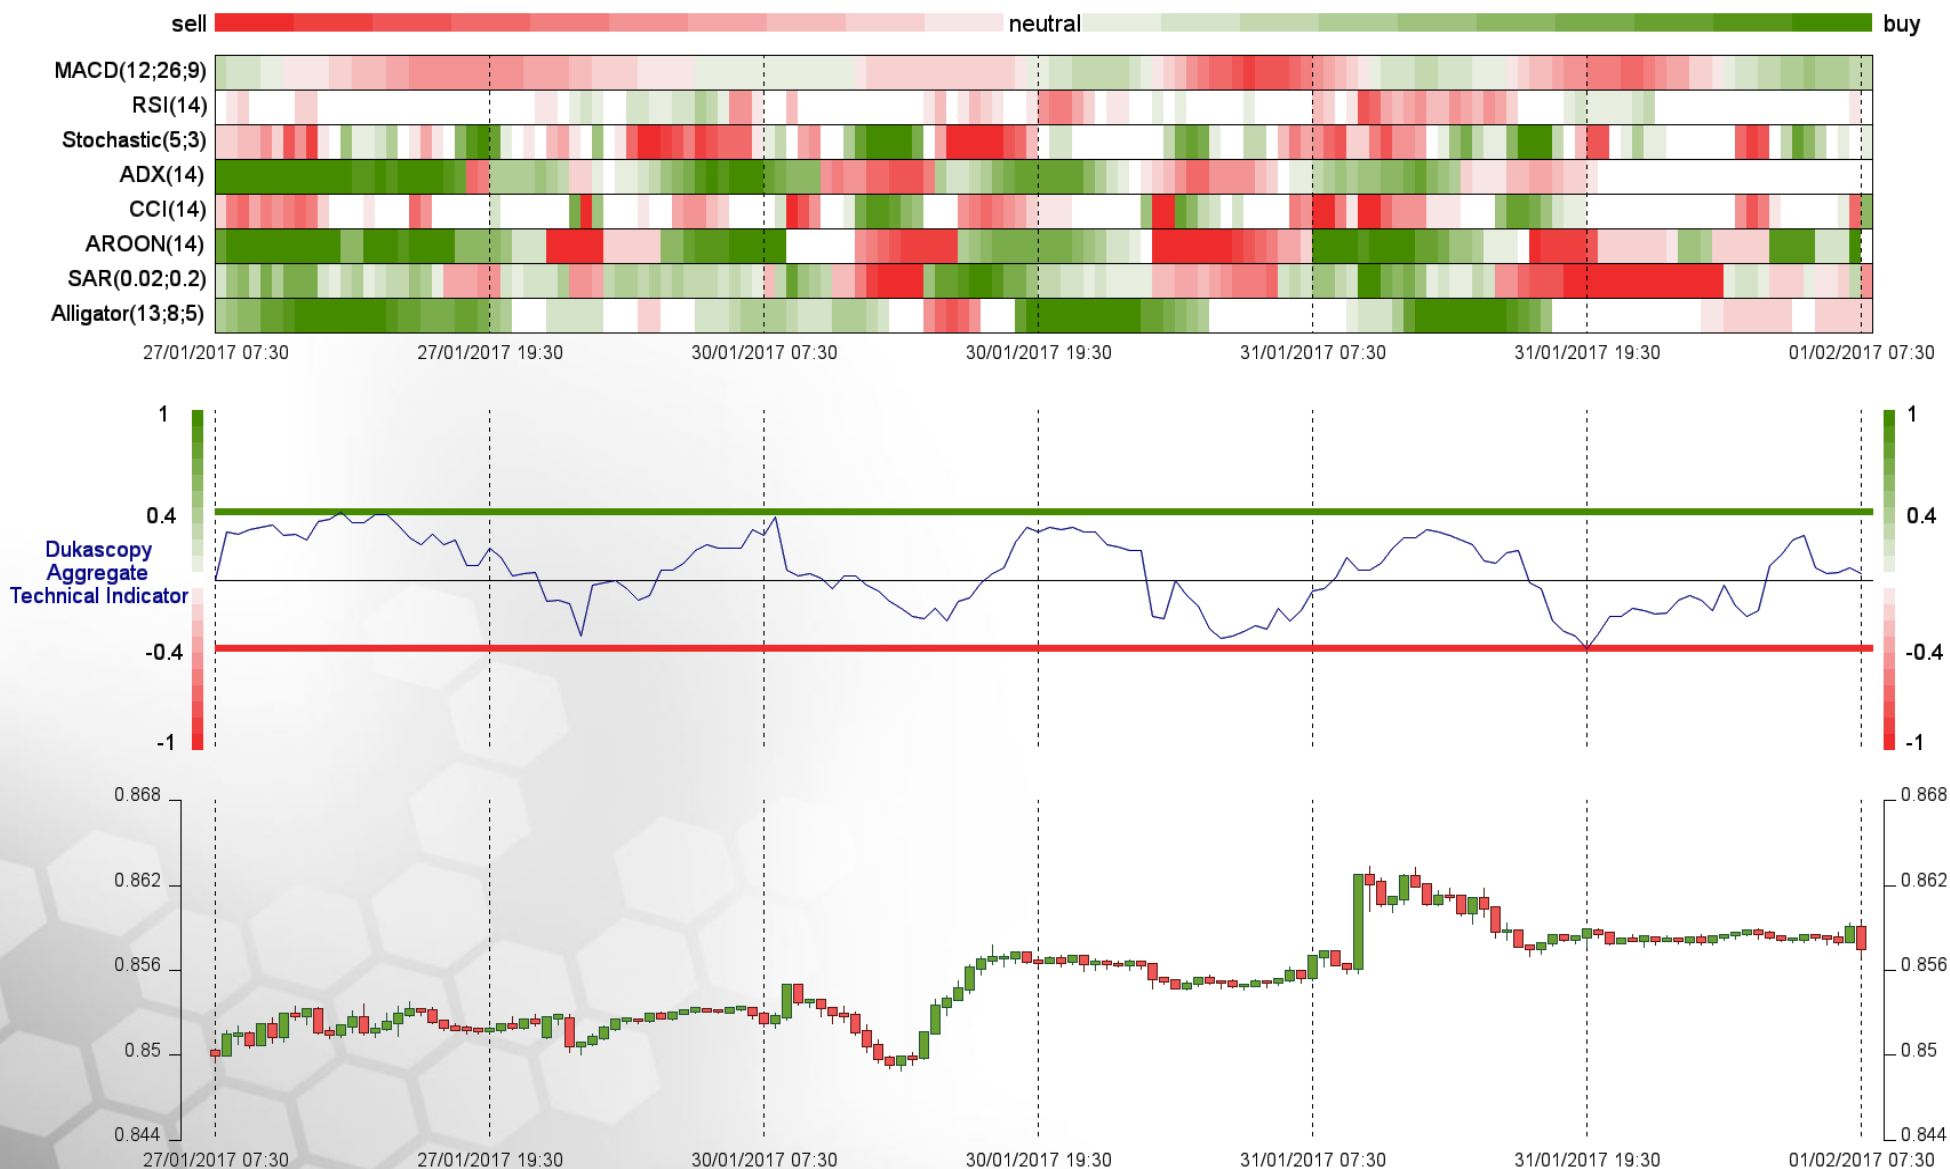 sell neutral buy
MACD(12;26;9)
RSI(14)
Stochastic(5;3)
ADX(14)
CCI(14)
AROON(14)
SAR(0.02;0.2)
Alligator(13;8;5)
27/01/2017 07:30 27/01/2017 19:30 30/01/2017 07:30 30/01/2017 19:30 31/01/2017 07:30 31/01/2017 19:30 01/02/2017 07:30
1 1
0.4 0.4
Dukascopy
Aggregate
Technical Indicator
-0.4 -0.4
-1 -1
0.868 0.868
0.862 0.862
0.856 0.856
0.85 0.85
0.844 0.844
27/01/2017 07:30 27/01/2017 19:30 30/01/2017 07:30 30/01/2017 19:30 31/01/2017 07:30 31/01/2017 19:30 01/02/2017 07:30